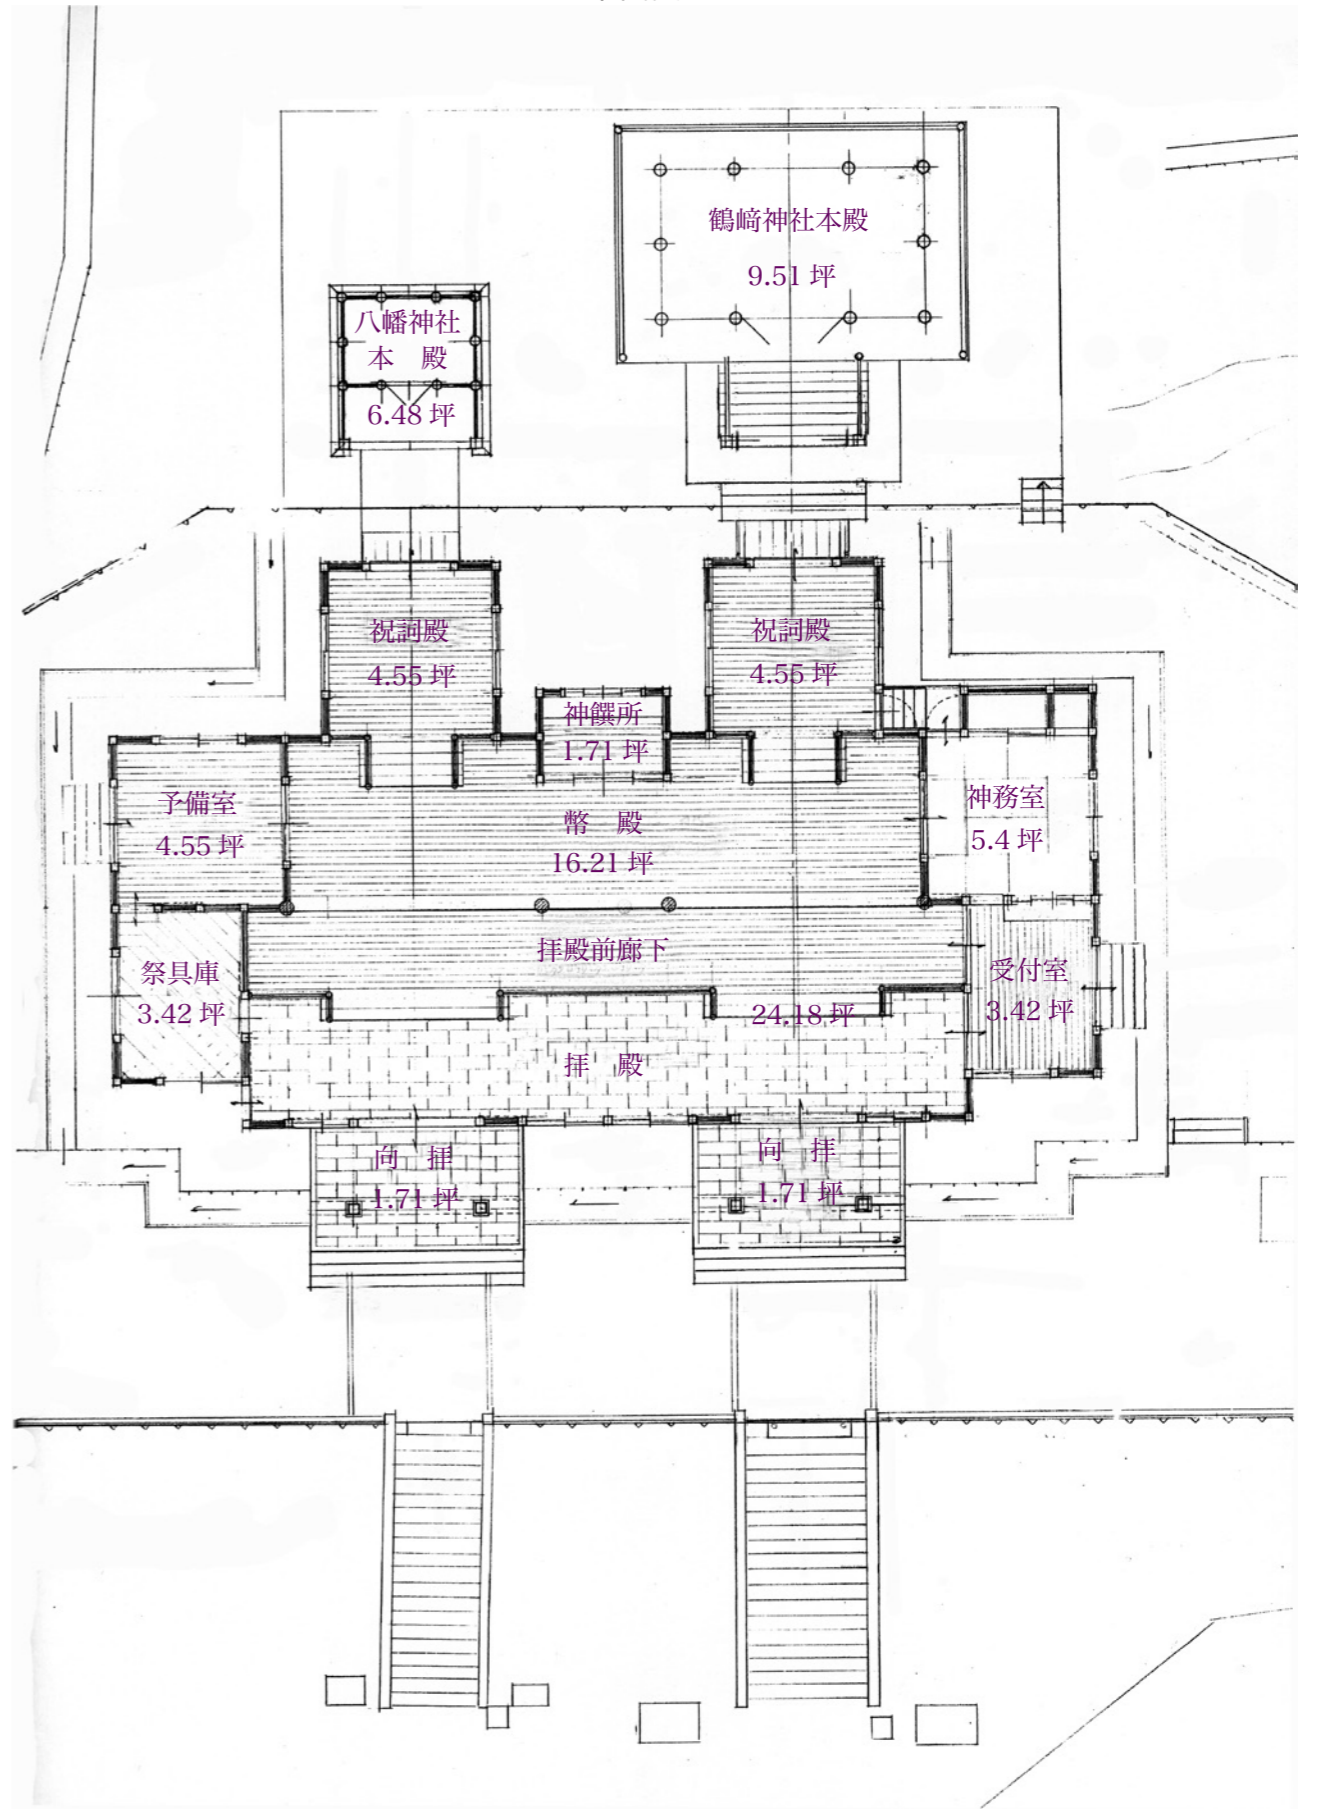 鶴﨑神社本殿
9.51 坪
八幡神社
本　殿
6.48 坪
祝詞殿
4.55 坪
祝詞殿
4.55 坪
神饌所
1.71 坪
予備室
4.55 坪
幣　殿
16.21 坪
神務室
5.4 坪
拝殿前廊下
祭具庫
3.42 坪
受付室
3.42 坪
24.18 坪
拝　殿
向　拝
1.71 坪
向　拝
1.71 坪